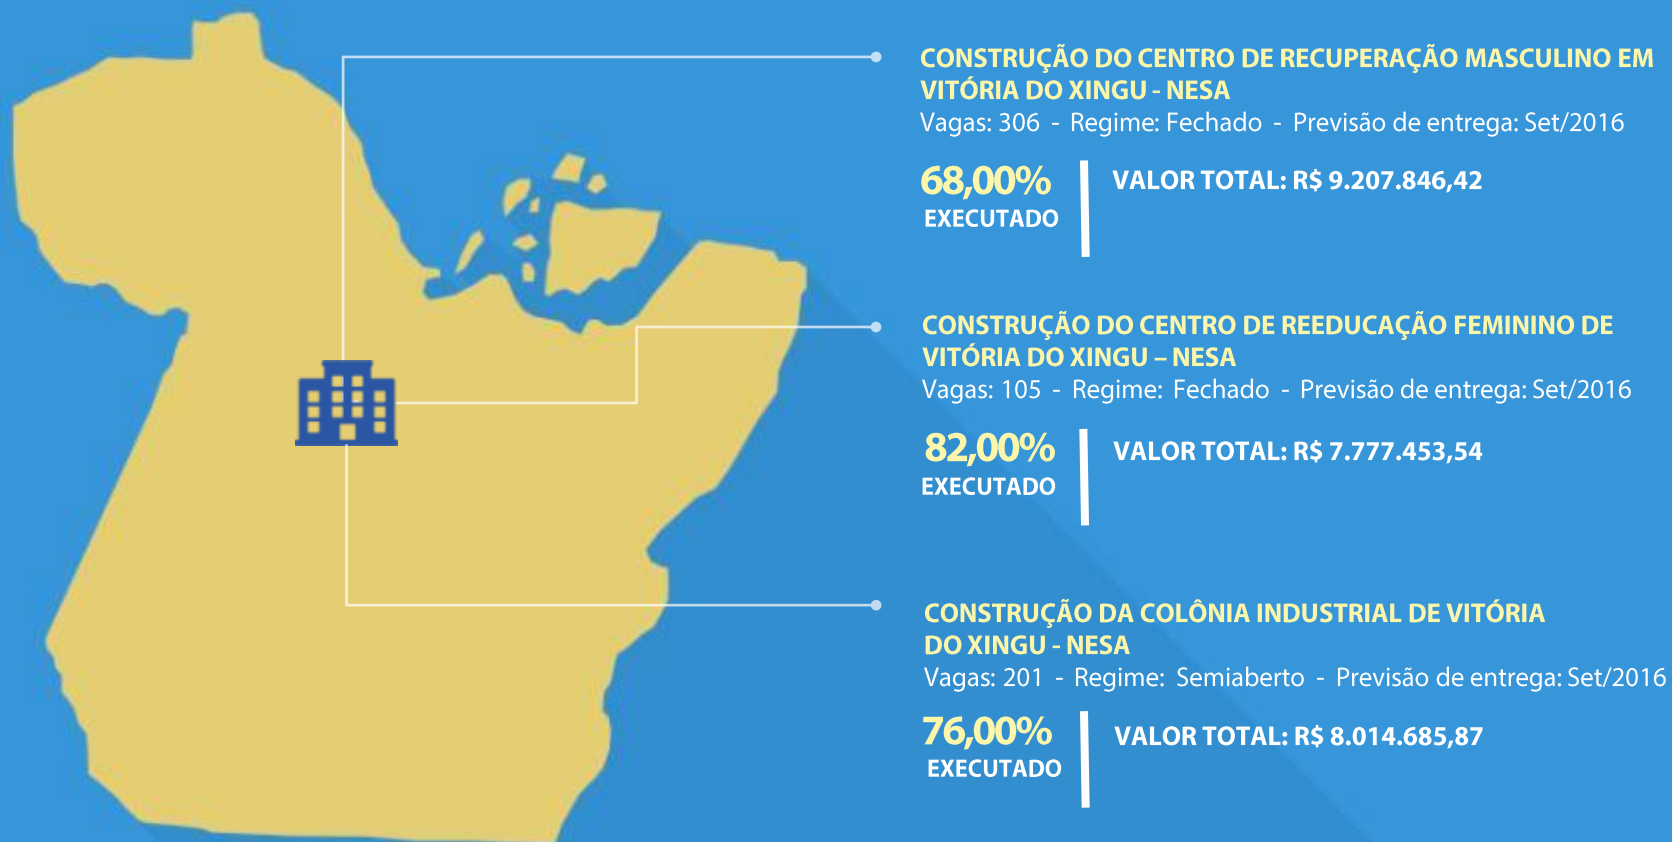 CONSTRUÇÃO DO CENTRO DE RECUPERAÇÃO MASCULINO EM
VITÓRIA DO XINGU - NESA
Vagas: 306 - Regime: Fechado - Previsão de entrega: Set/2016
68,00%
EXECUTADO
VALOR TOTAL: R$ 9.207.846,42
CONSTRUÇÃO DO CENTRO DE REEDUCAÇÃO FEMININO DE
VITÓRIA DO XINGU – NESA
Vagas: 105 - Regime: Fechado - Previsão de entrega: Set/2016
82,00%
EXECUTADO
VALOR TOTAL: R$ 7.777.453,54
CONSTRUÇÃO DA COLÔNIA INDUSTRIAL DE VITÓRIA
DO XINGU - NESA
Vagas: 201 - Regime: Semiaberto - Previsão de entrega: Set/2016
76,00%
EXECUTADO
VALOR TOTAL: R$ 8.014.685,87